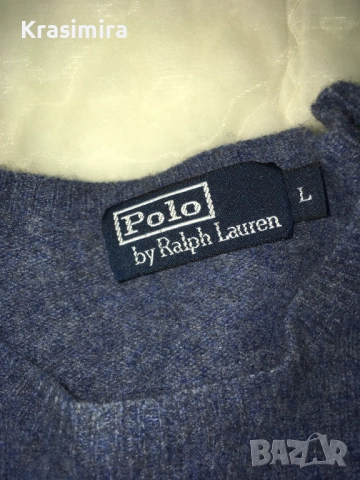 Krasimira
Polo
by Ralph Lauren
L
BAZAR